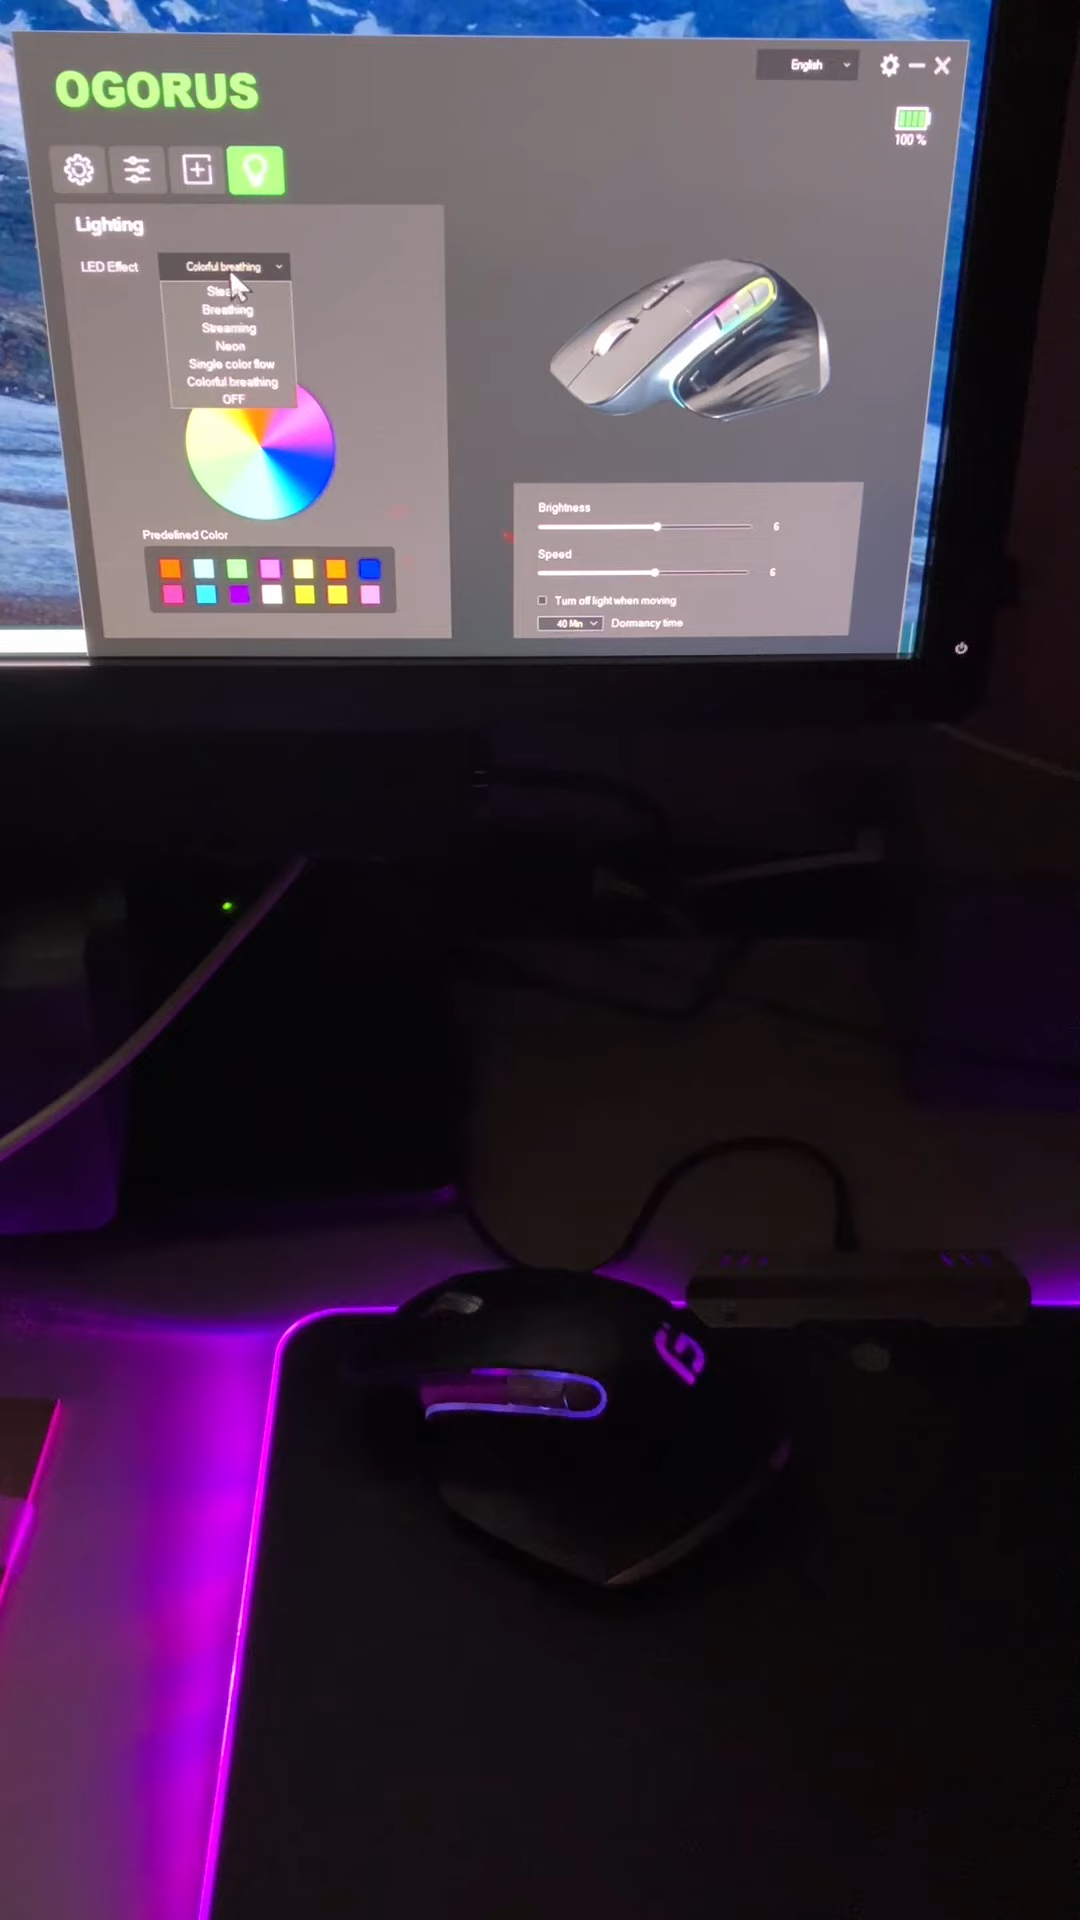 OGORUS
English
100 %
Lighting
LED Effect
Colorful breathing
Breathing
Streaming
Neon
Single color flow
Colorful breathing
OFF
Predefined Color
Brightness
6
Speed
6
Turn off light when moving
40 Min
Dormancy time
G